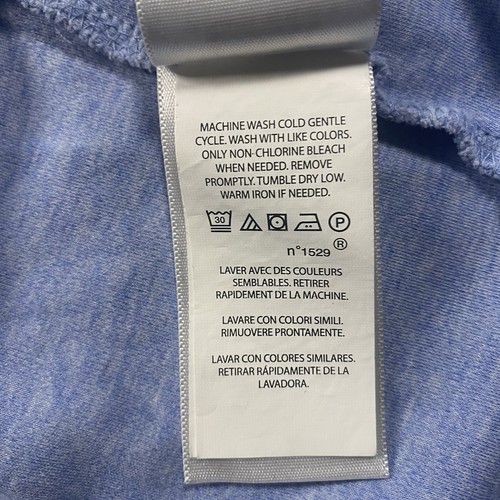 MACHINE WASH COLD GENTLE
CYCLE. WASH WITH LIKE COLORS.
ONLY NON-CHLORINE BLEACH
WHEN NEEDED. REMOVE
PROMPTLY. TUMBLE DRY LOW.
WARM IRON IF NEEDED.
30 P
n°1529 ®
LAVER AVEC DES COULEURS
SEMBLABLES. RETIRER
RAPIDEMENT DE LA MACHINE.
LAVARE CON COLORI SIMILI.
RIMUOVERE PRONTAMENTE.
LAVAR CON COLORES SIMILARES.
RETIRAR RÁPIDAMENTE DE LA
LAVADORA.